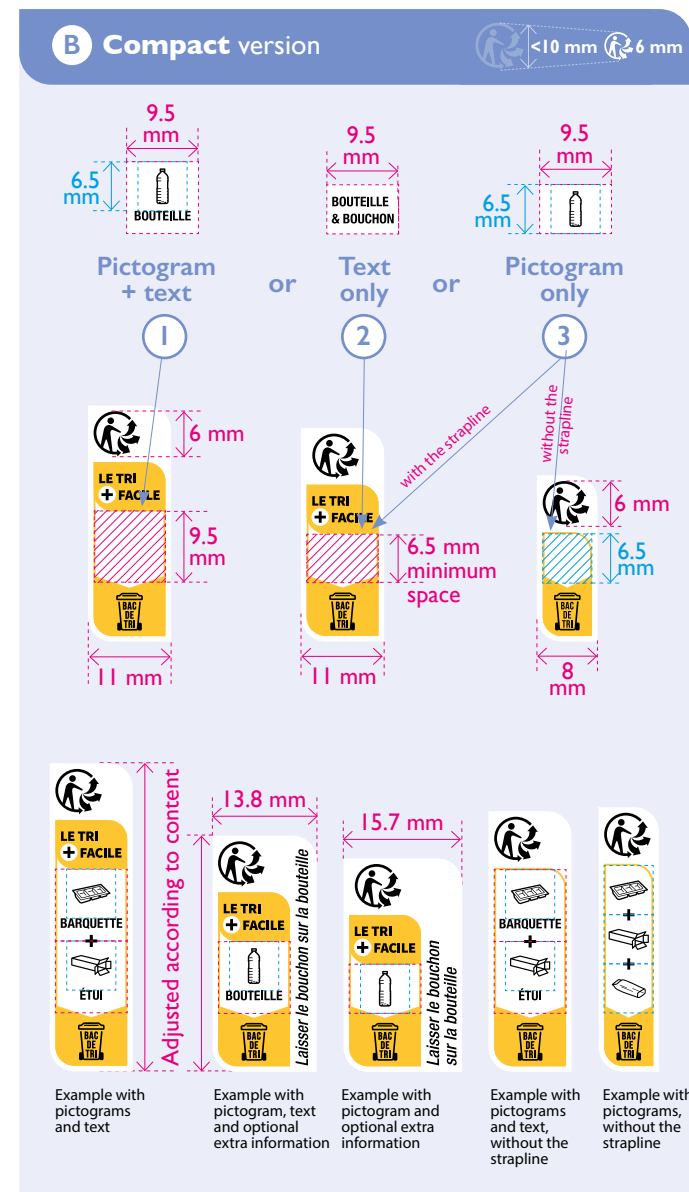 B Compact version
<10 mm 6 mm
9.5
mm
9.5
mm
9.5
mm
6.5
mm
BOUTEILLE
BOUTEILLE
& BOUCHON
6.5
mm
Pictogram
+ text
or
Text
only
or
Pictogram
only
1
2
3
with the strapline
without the
strapline
6 mm
LE TRI
+ FACILE
9.5
mm
BAC
DE
TRI
11 mm
LE TRI
+ FACILE
6.5 mm
minimum
space
BAC
DE
TRI
11 mm
6 mm
6.5
mm
BAC
DE
TRI
8
mm
LE TRI
+ FACILE
BARQUETTE
+
ÉTUI
BAC
DE
TRI
Adjusted according to content
13.8 mm
LE TRI
+ FACILE
BOUTEILLE
BAC
DE
TRI
Laisser le bouchon sur la bouteille
15.7 mm
LE TRI
+ FACILE
BAC
DE
TRI
Laisser le bouchon
sur la bouteille
BARQUETTE
+
ÉTUI
BAC
DE
TRI
+
+
BAC
DE
TRI
Example with
pictograms
and text
Example with
pictogram, text
and optional
extra information
Example with
pictogram and
optional extra
information
Example with
pictograms
and text,
without the
strapline
Example with
pictograms,
without the
strapline